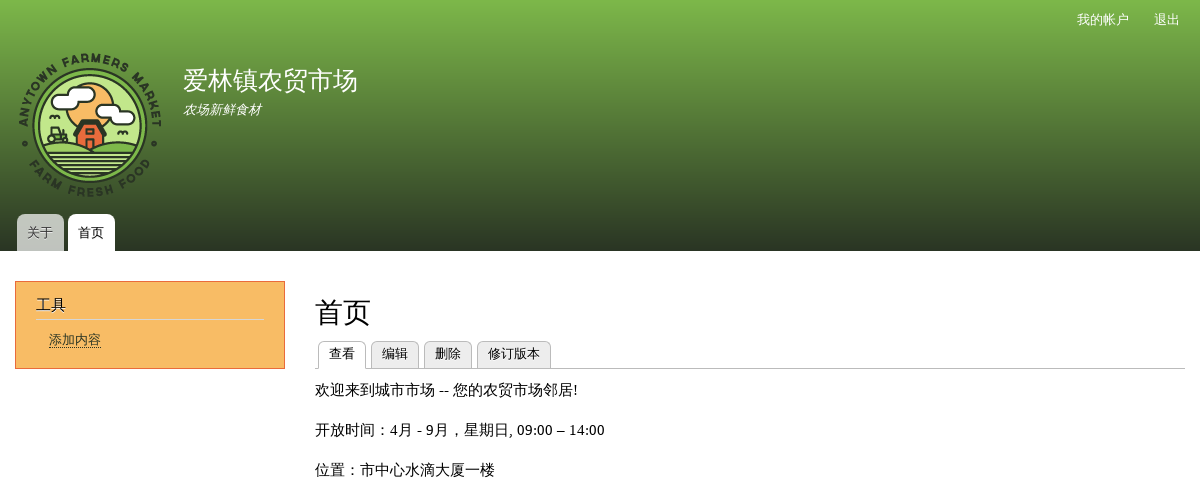 我的帐户 退出
ANYTOWN FARMERS MARKET
FARM FRESH FOOD
爱林镇农贸市场
农场新鲜食材
关于 首页
工具
添加内容
首页
查看 编辑 删除 修订版本
欢迎来到城市市场 -- 您的农贸市场邻居!
开放时间：4月 - 9月，星期日, 09:00 – 14:00
位置：市中心水滴大厦一楼